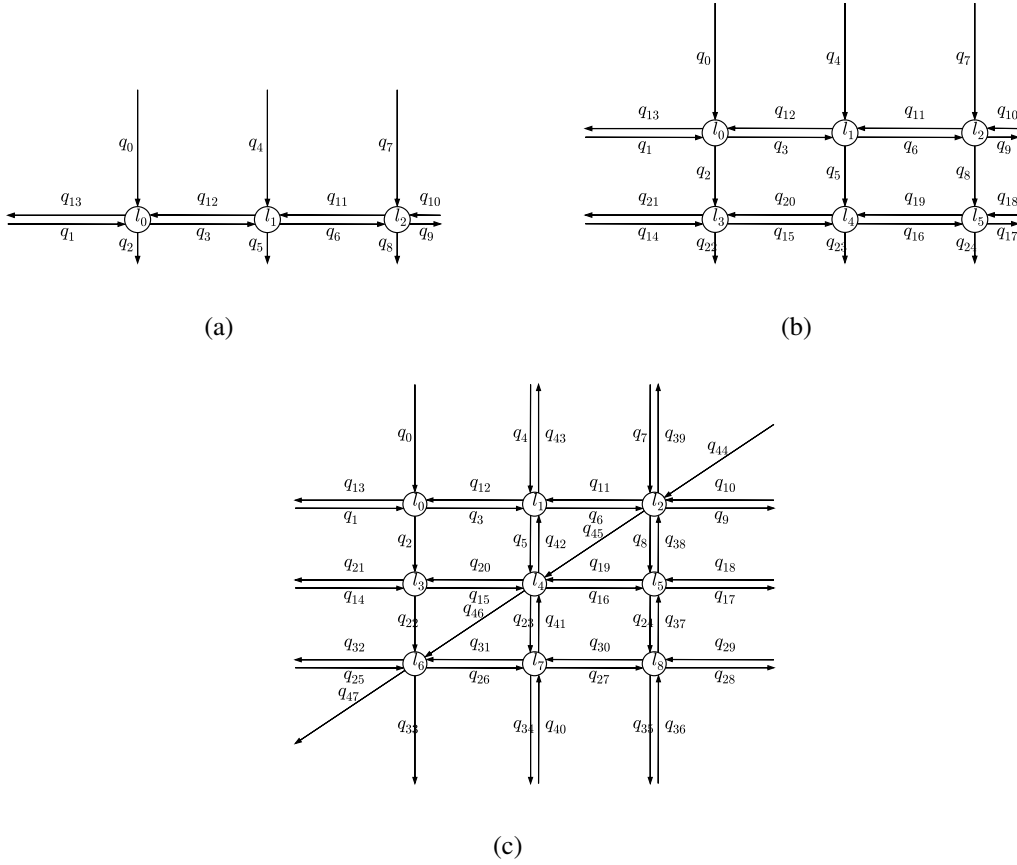 q0 q4 q7
q13 q12 q11 q10
l0 l1 l2
q1 q2 q3 q5 q6 q8 q9
(a)
q0 q4 q7
q13 q12 q11 q10
l0 l1 l2
q1 q3 q6 q9
q2 q5 q8
q21 q20 q19 q18
l3 l4 l5
q14 q22 q15 q23 q16 q24 q17
(b)
q0 q4 q43 q7 q39 q44
q13 q12 q11 q10
l0 l1 l2
q1 q3 q6 q9
q2 q5 q42 q45 q8 q38
q21 q20 q19 q18
l3 l4 l5
q14 q15 q16 q17
q22 q46 q23 q41 q24 q37
q32 q31 q30 q29
l6 l7 l8
q25 q26 q27 q28
q47
q33 q34 q40 q35 q36
(c)